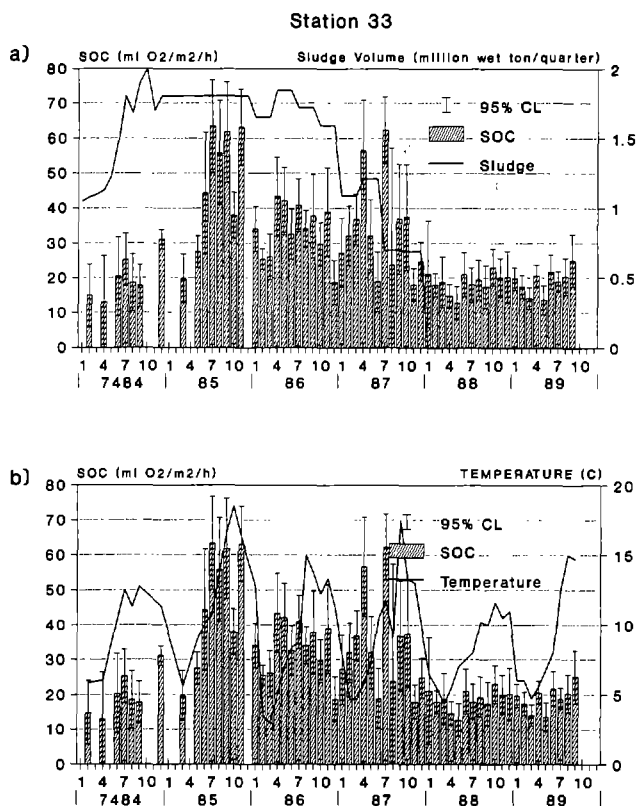 Station 33
a)
SOC (ml O2/m2/h) Sludge Volume (million wet ton/quarter)
80 2
70
60 1.5
50
40 1
30
20 0.5
10
0 0
95% CL
SOC
Sludge
1 4 7 10 1 4 7 10 1 4 7 10 1 4 7 10 1 4 7 10 1 4 7 10
7484 85 86 87 88 89
b)
SOC (ml O2/m2/h) TEMPERATURE (C)
80 20
70
60 15
50
40 10
30
20 5
10
0 0
95% CL
SOC
Temperature
1 4 7 10 1 4 7 10 1 4 7 10 1 4 7 10 1 4 7 10 1 4 7 10
7484 85 86 87 88 89